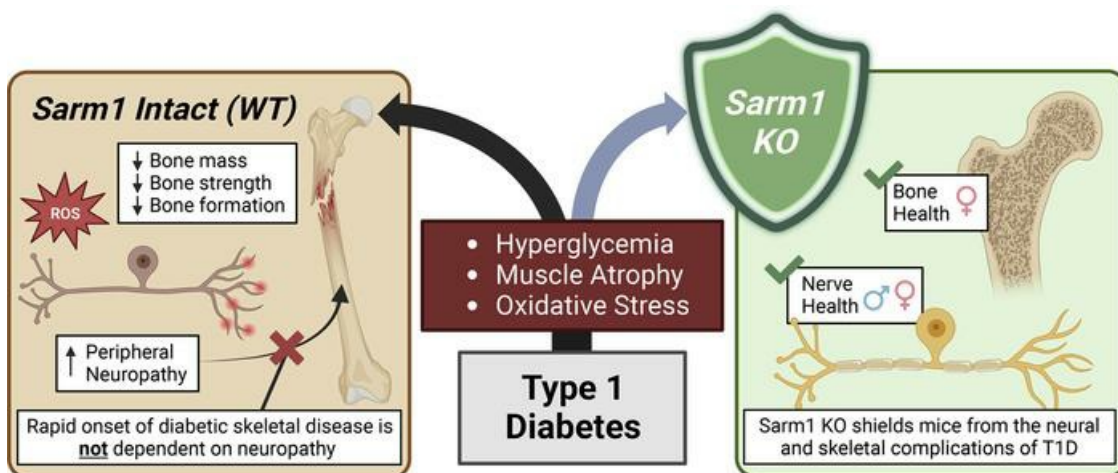 Sarm1 Intact (WT)
↓ Bone mass
↓ Bone strength
↓ Bone formation
ROS
↑ Peripheral
Neuropathy
Rapid onset of diabetic skeletal disease is
not dependent on neuropathy
• Hyperglycemia
• Muscle Atrophy
• Oxidative Stress
Type 1
Diabetes
Sarm1
KO
Bone
Health ♀
Nerve
Health ♂♀
Sarm1 KO shields mice from the neural
and skeletal complications of T1D